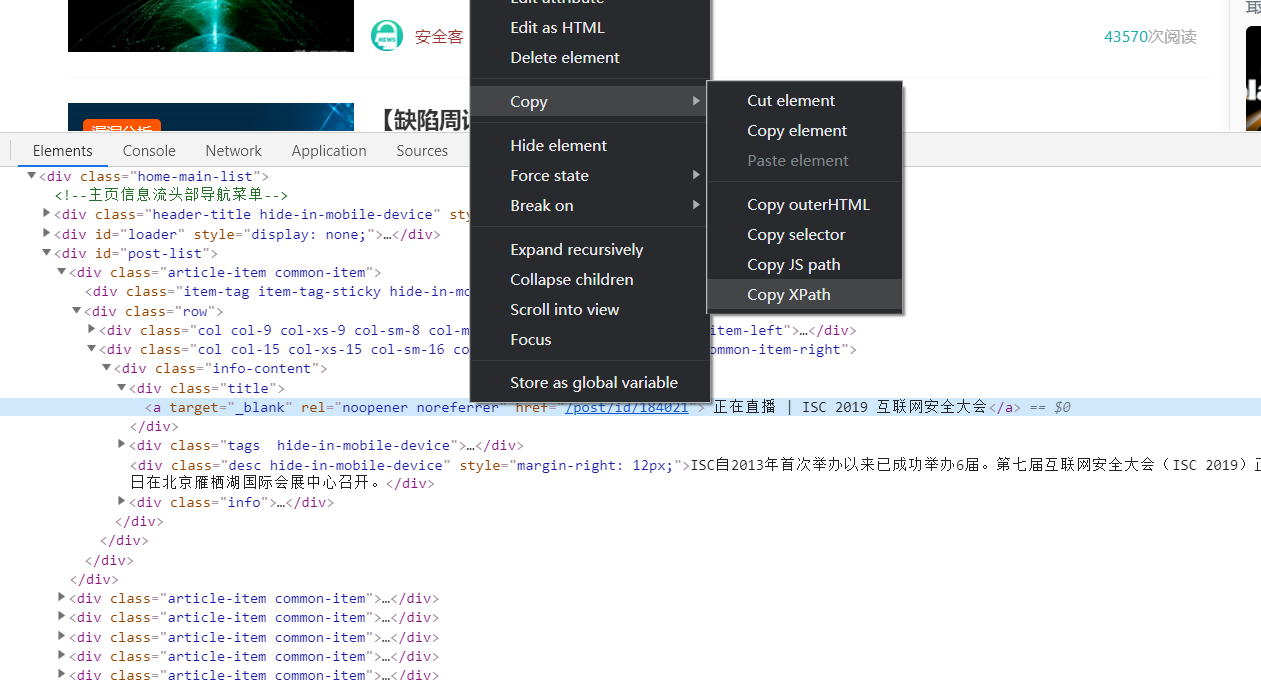 Edit attribute
安全客
Edit as HTML
43570次阅读
Delete element
Copy
Cut element
漏洞分析
【缺陷周
Copy element
Elements Console Network Application Sources
Hide element
Paste element
Force state
Break on
Copy outerHTML
Copy selector
Expand recursively
Copy JS path
Collapse children
Copy XPath
Scroll into view
Focus
Store as global variable
<div class="home-main-list">
<!--主页信息流头部导航菜单-->
<div class="header-title hide-in-mobile-device" sty
<div id="loader" style="display: none;">…</div>
<div id="post-list">
<div class="article-item common-item">
<div class="item-tag item-tag-sticky hide-in-mo
<div class="row">
<div class="col col-9 col-xs-9 col-sm-8 col-m item-left">…</div>
<div class="col col-15 col-xs-15 col-sm-16 co ommon-item-right">
<div class="info-content">
<div class="title">
<a target="_blank" rel="noopener noreferrer" href="/post/id/184021"> 正在直播 | ISC 2019 互联网安全大会</a> == $0
</div>
<div class="tags  hide-in-mobile-device">…</div>
<div class="desc hide-in-mobile-device" style="margin-right: 12px;">ISC自2013年首次举办以来已成功举办6届。第七届互联网安全大会（ISC 2019）正
日在北京雁栖湖国际会展中心召开。</div>
<div class="info">…</div>
</div>
</div>
</div>
</div>
<div class="article-item common-item">…</div>
<div class="article-item common-item">…</div>
<div class="article-item common-item">…</div>
<div class="article-item common-item">…</div>
<div class="article-item common-item">…</div>